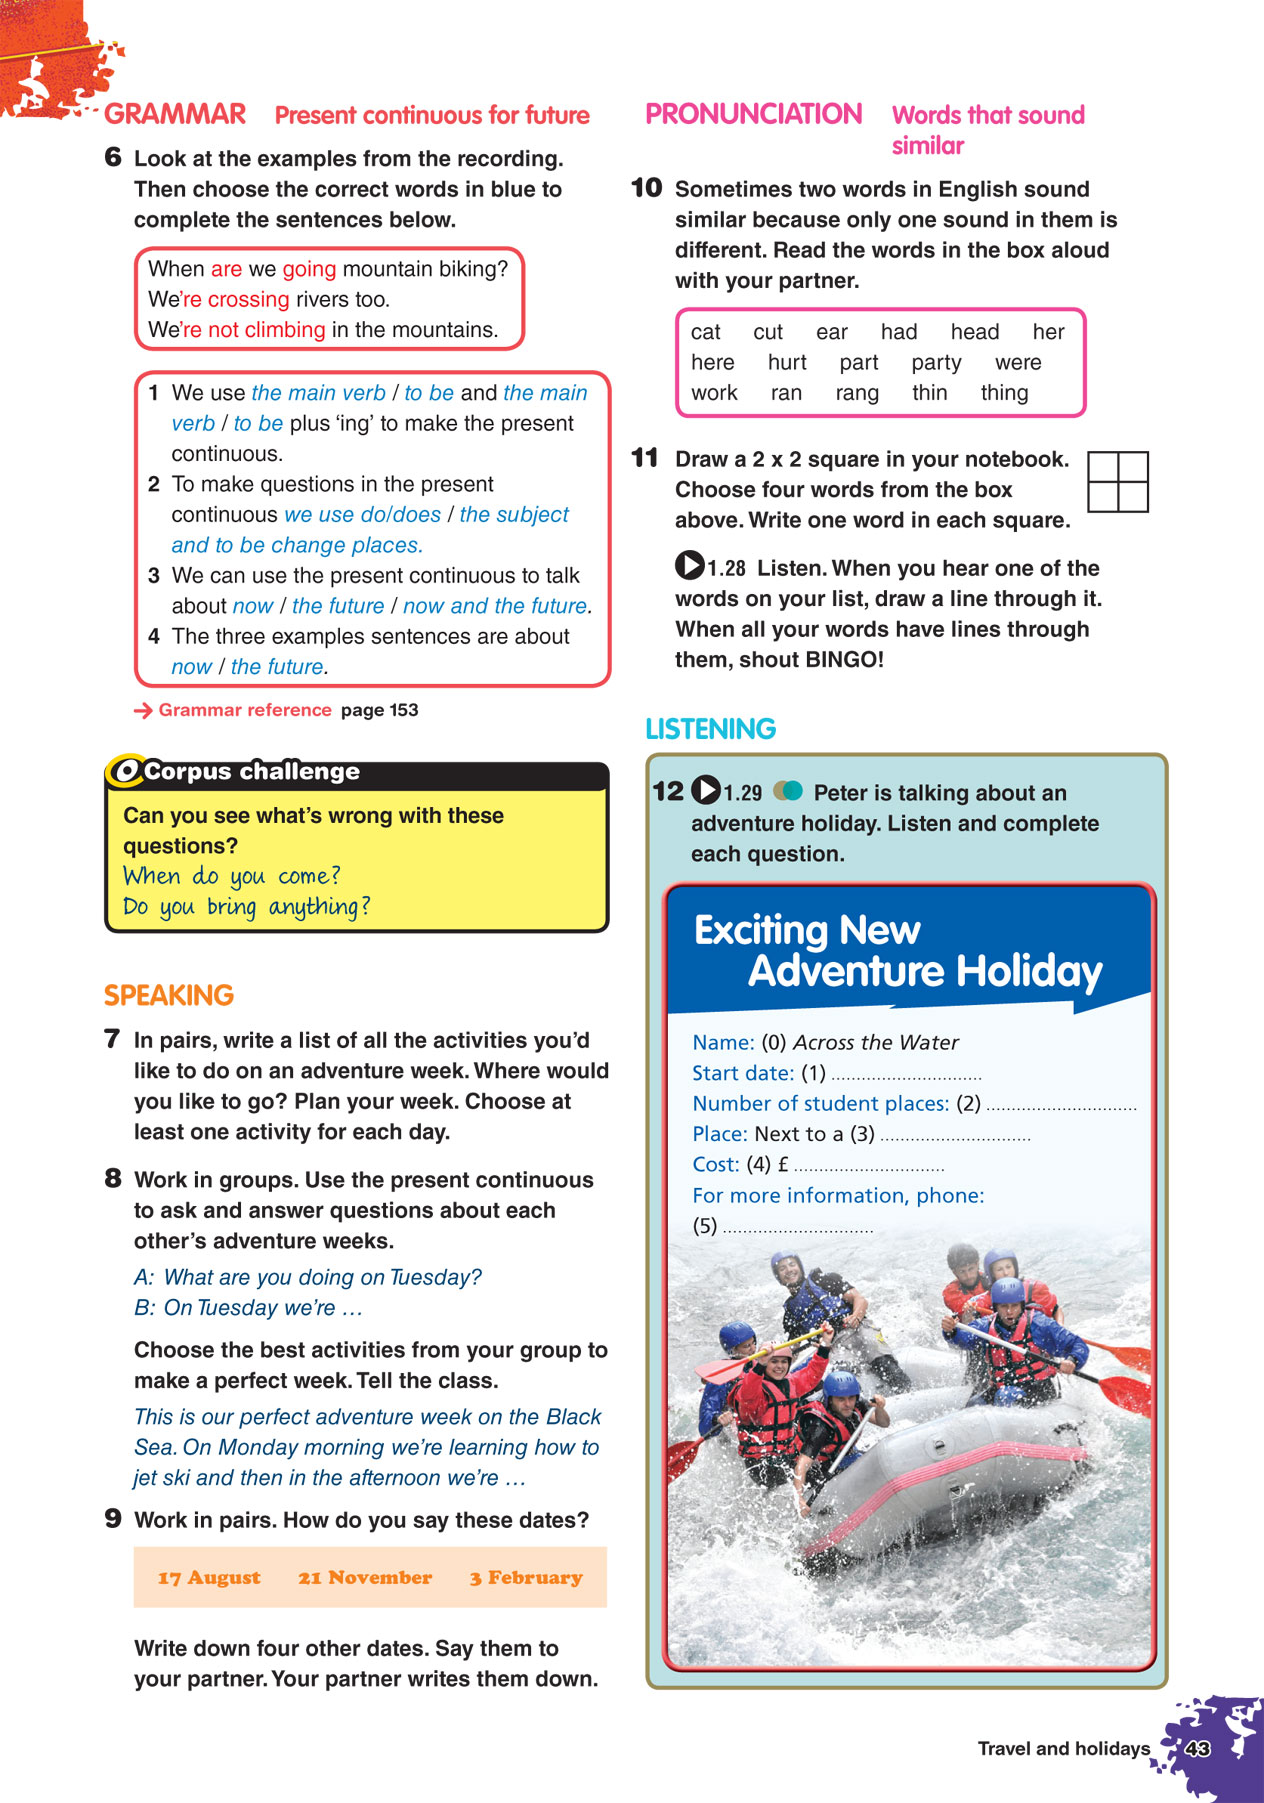 GRAMMAR Present continuous for future
6 Look at the examples from the recording.
Then choose the correct words in blue to
complete the sentences below.
When are we going mountain biking?
We're crossing rivers too.
We're not climbing in the mountains.
1 We use the main verb / to be and the main
verb / to be plus 'ing' to make the present
continuous.
2 To make questions in the present
continuous we use do/does / the subject
and to be change places.
3 We can use the present continuous to talk
about now / the future / now and the future.
4 The three examples sentences are about
now / the future.
Grammar reference page 153
Corpus challenge
Can you see what's wrong with these
questions?
When do you come?
Do you bring anything?
SPEAKING
7 In pairs, write a list of all the activities you'd
like to do on an adventure week. Where would
you like to go? Plan your week. Choose at
least one activity for each day.
8 Work in groups. Use the present continuous
to ask and answer questions about each
other's adventure weeks.
A: What are you doing on Tuesday?
B: On Tuesday we're …
Choose the best activities from your group to
make a perfect week. Tell the class.
This is our perfect adventure week on the Black
Sea. On Monday morning we're learning how to
jet ski and then in the afternoon we're …
9 Work in pairs. How do you say these dates?
17 August 21 November 3 February
Write down four other dates. Say them to
your partner. Your partner writes them down.
PRONUNCIATION Words that sound
similar
10 Sometimes two words in English sound
similar because only one sound in them is
different. Read the words in the box aloud
with your partner.
cat cut ear had head her
here hurt part party were
work ran rang thin thing
11 Draw a 2 x 2 square in your notebook.
Choose four words from the box
above. Write one word in each square.
1.28 Listen. When you hear one of the
words on your list, draw a line through it.
When all your words have lines through
them, shout BINGO!
LISTENING
12 1.29 Peter is talking about an
adventure holiday. Listen and complete
each question.
Exciting New
Adventure Holiday
Name: (0) Across the Water
Start date: (1) ..............................
Number of student places: (2) ..............................
Place: Next to a (3) ..............................
Cost: (4) £ ..............................
For more information, phone:
(5) ..............................
Travel and holidays 43